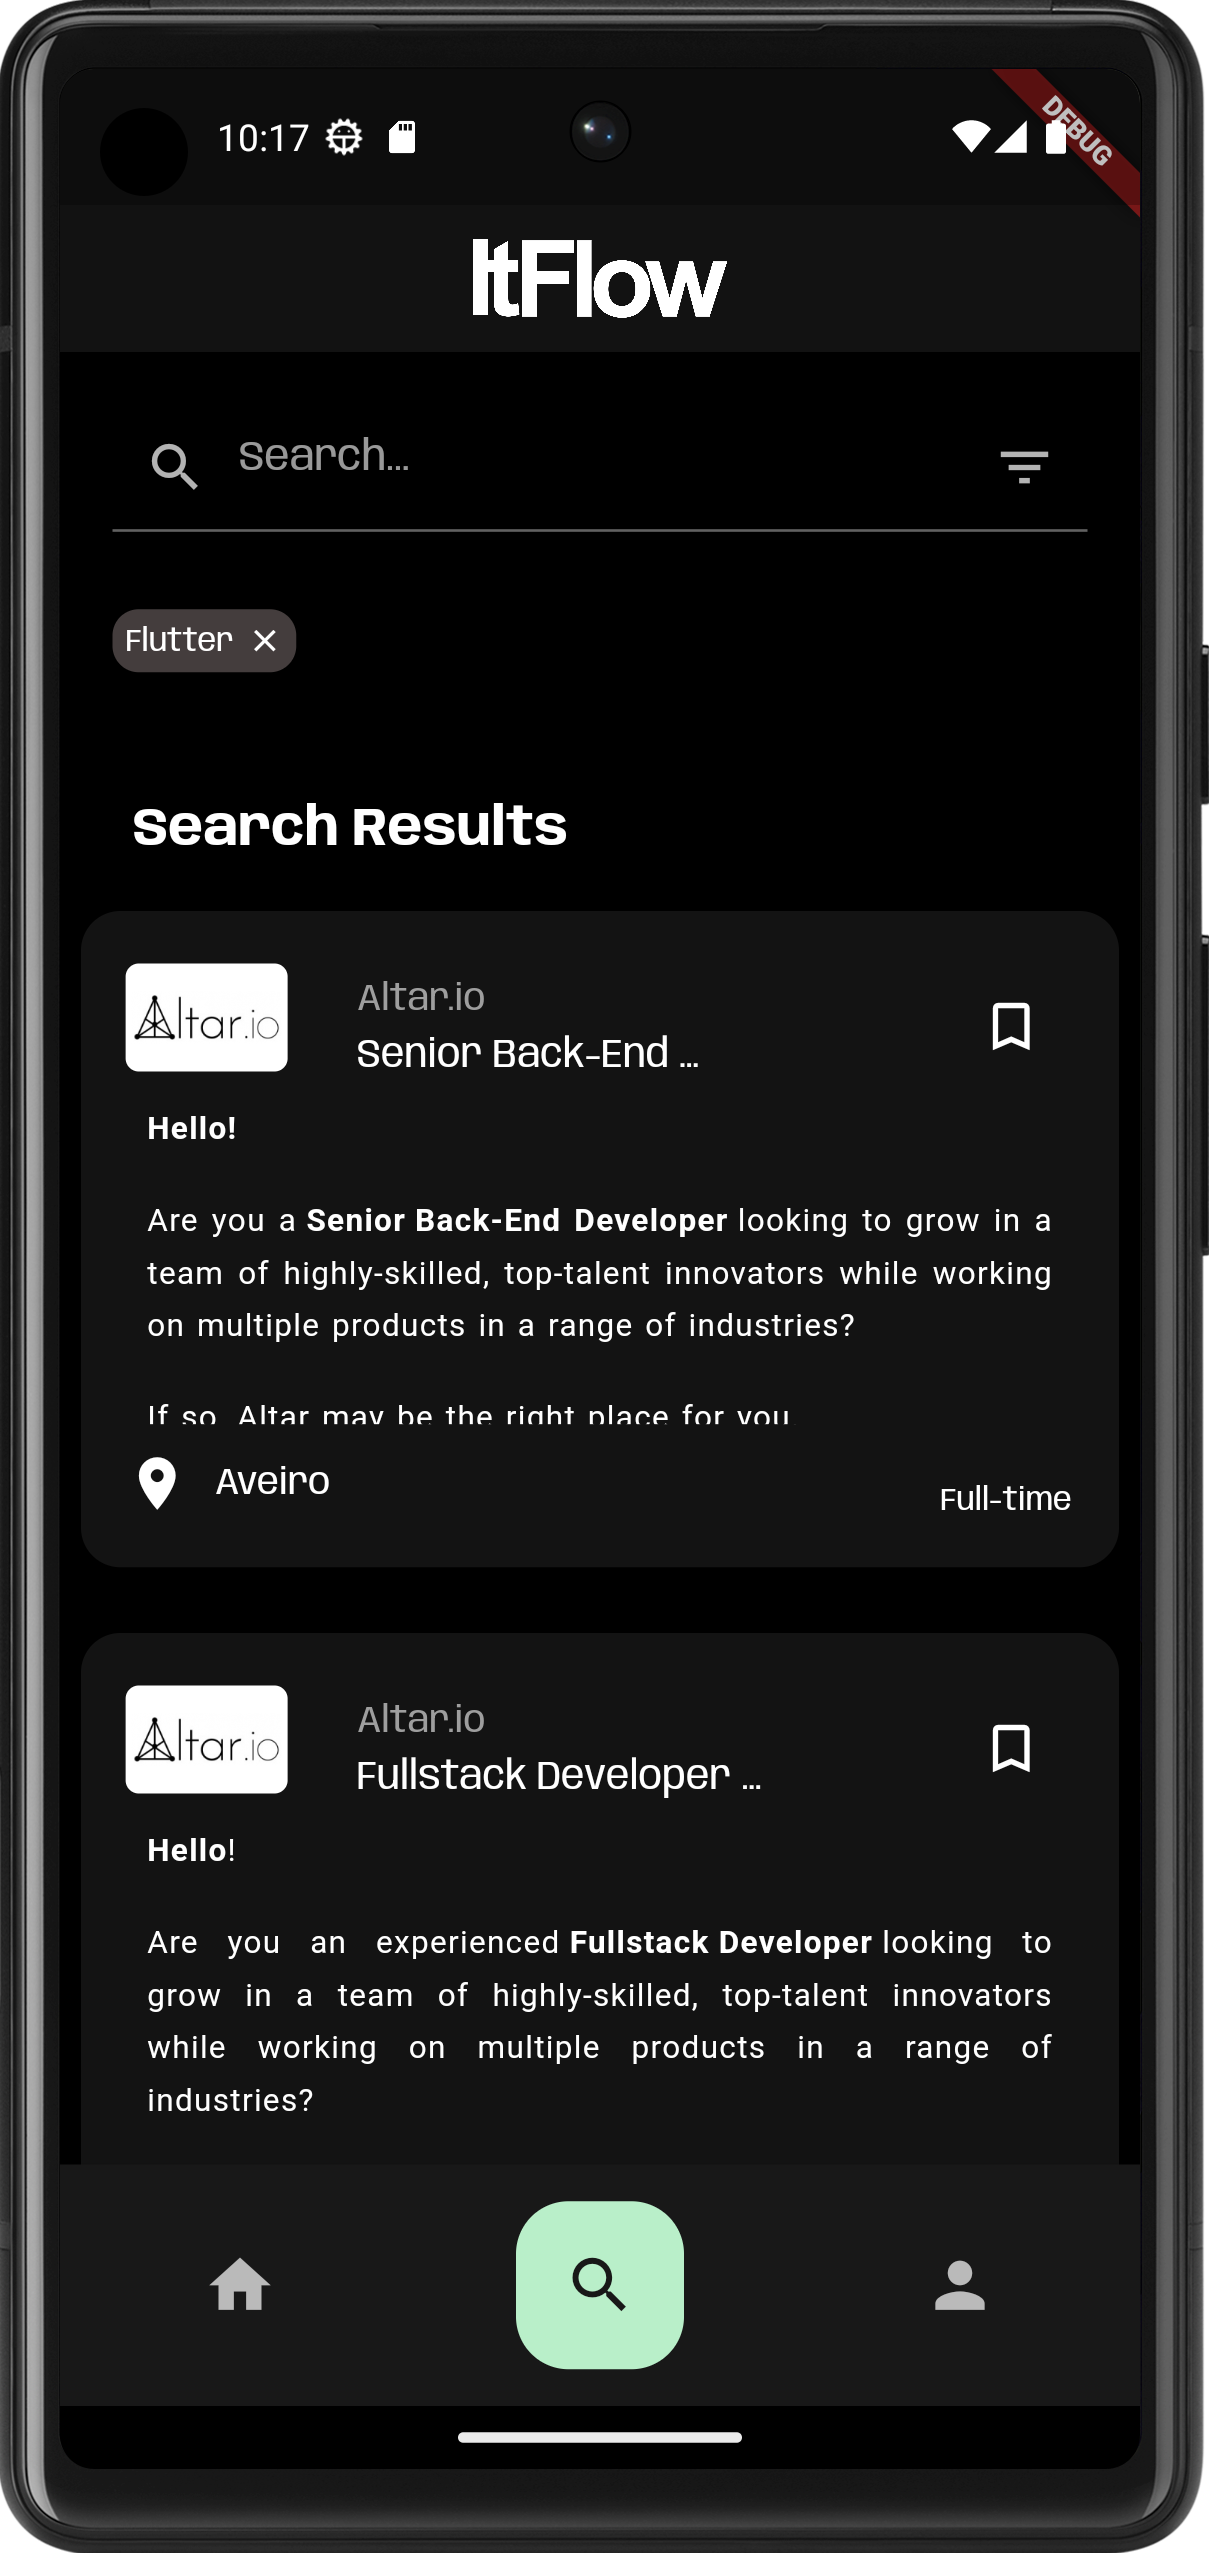 10:17
DEBUG
ItFlow
Search...
Flutter
Search Results
Altar.io
Altar.io
Senior Back-End ...
Hello!
Are you a Senior Back-End Developer looking to grow in a
team of highly-skilled, top-talent innovators while working
on multiple products in a range of industries?
If so, Altar may be the right place for you.
Aveiro
Full-time
Altar.io
Altar.io
Fullstack Developer ...
Hello!
Are you an experienced Fullstack Developer looking to
grow in a team of highly-skilled, top-talent innovators
while working on multiple products in a range of
industries?